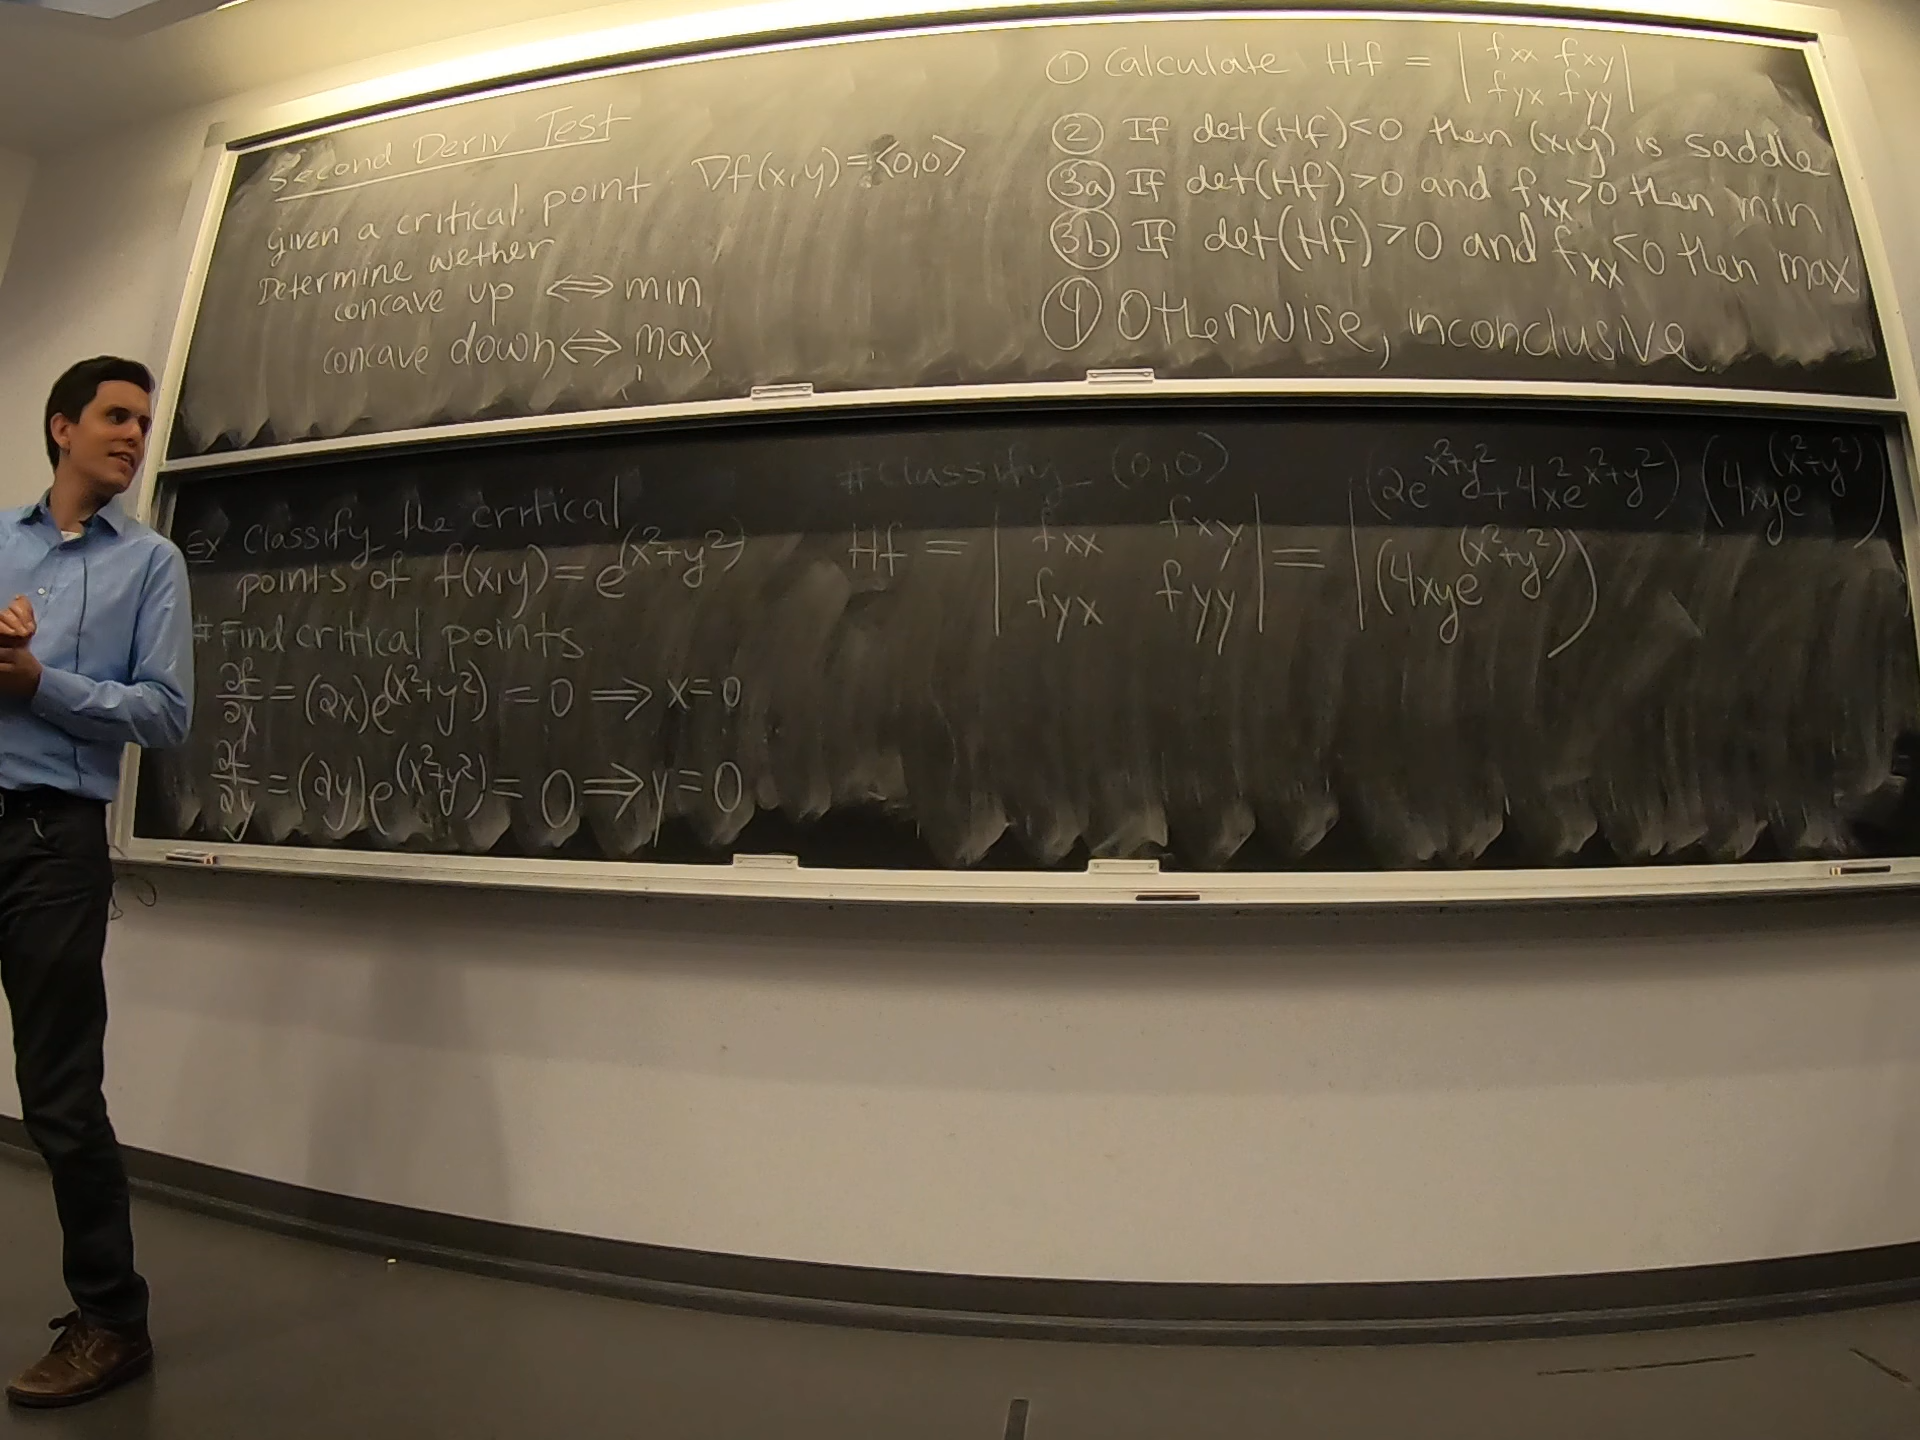 Second Deriv Test
Given a critical point ∇f(x,y)=<0,0>
Determine wether
concave up ⇔ min
concave down ⇔ max
① Calculate Hf = | fxx fxy |
| fyx fyy |
② If det(Hf)<0 then (x,y) is saddle
③a If det(Hf)>0 and fxx>0 then min
③b If det(Hf)>0 and fxx<0 then max
④ Otherwise, inconclusive
Ex Classify the critical
points of f(x,y)=e^(x²+y²)
# Find critical points
∂f/∂x = (2x)e^(x²+y²) = 0 ⇒ x=0
∂f/∂y = (2y)e^(x²+y²) = 0 ⇒ y=0
#Classify (0,0)
Hf = | fxx fxy | = | (2e^x²+y² + 4x²e^x²+y²) (4xye^(x²+y²))
| fyx fyy | | (4xye^(x²+y²))